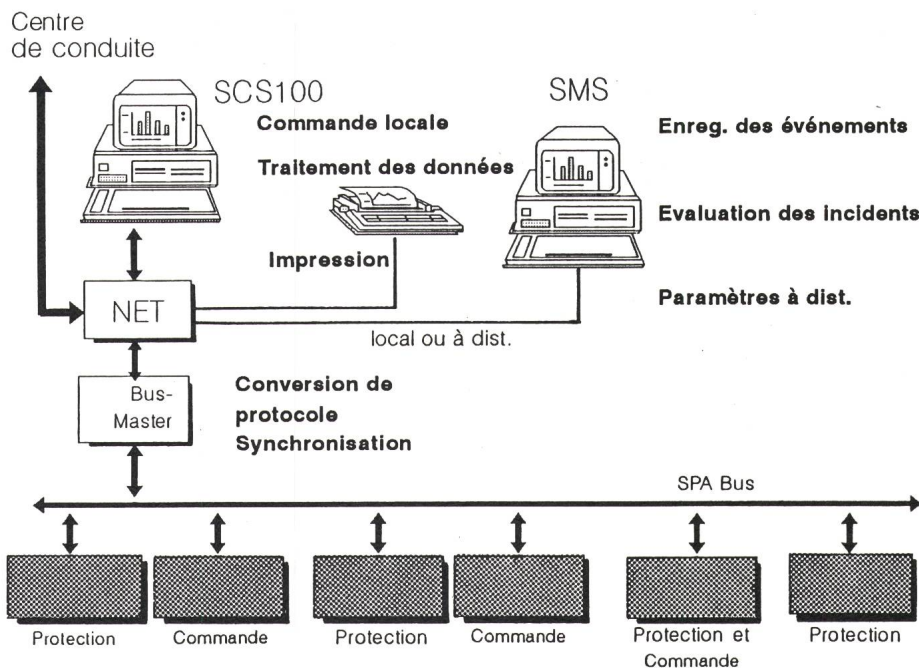 Centre
de conduite
SCS100
SMS
Commande locale
Enreg. des événements
Traitement des données
Evaluation des incidents
Impression
Paramètres à dist.
NET
local ou à dist.
Bus-
Master
Conversion de
protocole
Synchronisation
SPA Bus
Protection
Commande
Protection
Commande
Protection et
Commande
Protection